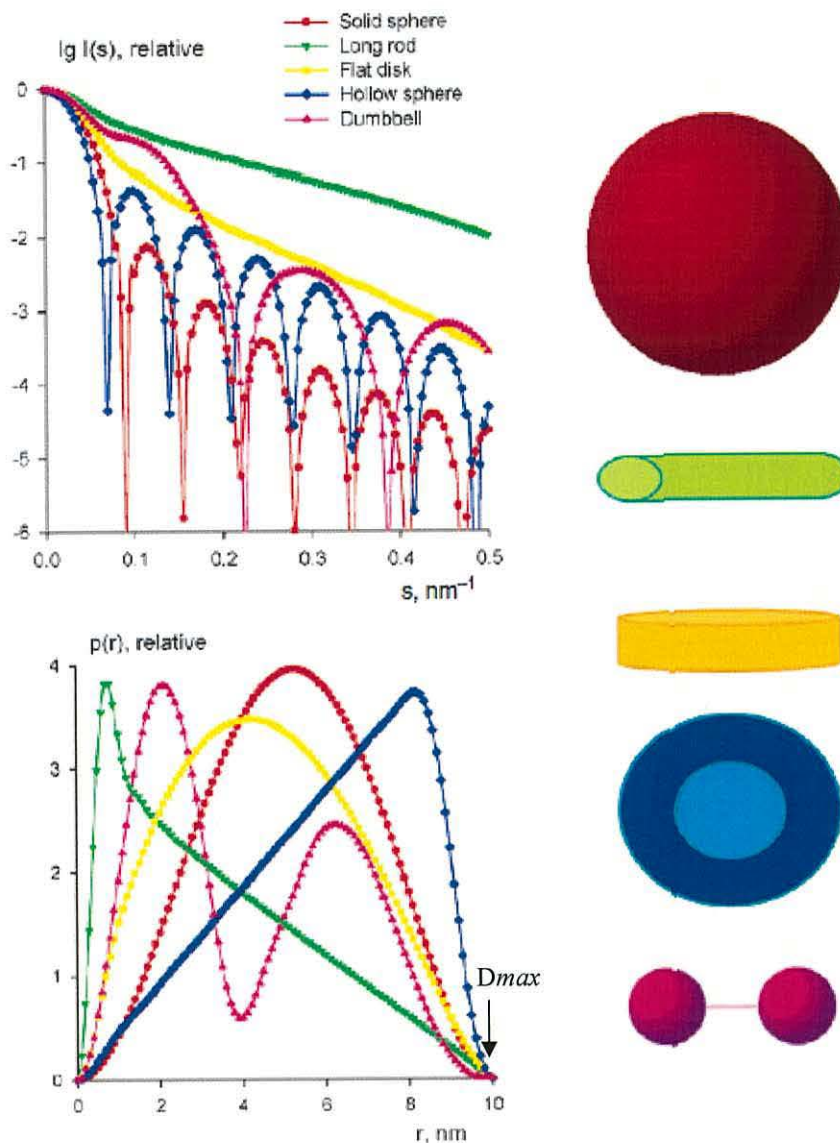 lg I(s), relative
Solid sphere
Long rod
Flat disk
Hollow sphere
Dumbbell
0
-1
-2
-3
-4
-5
-6
0.0 0.1 0.2 0.3 0.4 0.5
s, nm⁻¹
p(r), relative
4
3
2
1
0
Dmax
0 2 4 6 8 10
r, nm